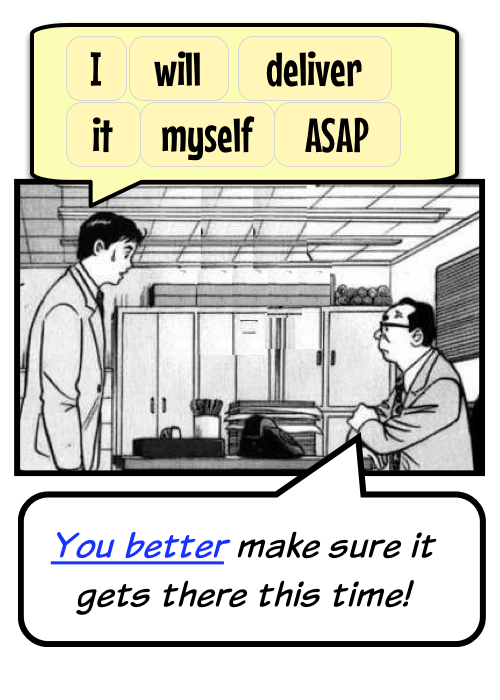 I will deliver
it myself ASAP
You better make sure it
gets there this time!